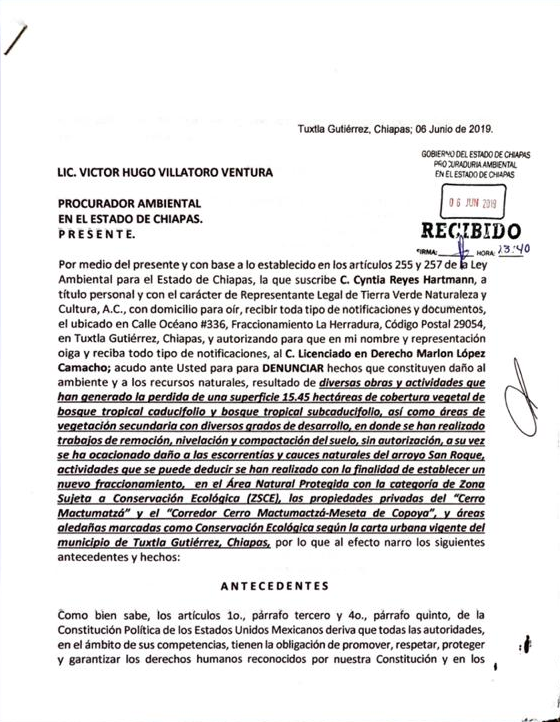 Tuxtla Gutiérrez, Chiapas; 06 Junio de 2019.
GOBIERNO DEL ESTADO DE CHIAPAS
PROCURADURIA AMBIENTAL
EN EL ESTADO DE CHIAPAS
LIC. VICTOR HUGO VILLATORO VENTURA
06 JUN 2019
PROCURADOR AMBIENTAL
EN EL ESTADO DE CHIAPAS.
PRESENTE.
RECIBIDO
FIRMA: HORA: 13:40
Por medio del presente y con base a lo establecido en los artículos 255 y 257 de la Ley
Ambiental para el Estado de Chiapas, la que suscribe C. Cyntia Reyes Hartmann, a
título personal y con el carácter de Representante Legal de Tierra Verde Naturaleza y
Cultura, A.C., con domicilio para oír, recibir toda tipo de notificaciones y documentos,
el ubicado en Calle Océano #336, Fraccionamiento La Herradura, Código Postal 29054,
en Tuxtla Gutiérrez, Chiapas, y autorizando para que en mi nombre y representación
oiga y reciba todo tipo de notificaciones, al C. Licenciado en Derecho Marlon López
Camacho; acudo ante Usted para para DENUNCIAR hechos que constituyen daño al
ambiente y a los recursos naturales, resultado de diversas obras y actividades que
han generado la perdida de una superficie 15.45 hectáreas de cobertura vegetal de
bosque tropical caducifolio y bosque tropical subcaducifolio, así como áreas de
vegetación secundaria con diversos grados de desarrollo, en donde se han realizado
trabajos de remoción, nivelación y compactación del suelo, sin autorización, a su vez
se ha ocacionado daño a las escorrentías y cauces naturales del arroyo San Roque,
actividades que se puede deducir se han realizado con la finalidad de establecer un
nuevo fraccionamiento, en el Área Natural Protegida con la categoría de Zona
Sujeta a Conservación Ecológica (ZSCE), las propiedades privadas del "Cerro
Mactumatzá" y el "Corredor Cerro Mactumactzá-Meseta de Copoya", y áreas
aledañas marcadas como Conservación Ecológica según la carta urbana vigente del
municipio de Tuxtla Gutiérrez, Chiapas, por lo que al efecto narro los siguientes
antecedentes y hechos:
ANTECEDENTES
Como bien sabe, los artículos 1o., párrafo tercero y 4o., párrafo quinto, de la
Constitución Política de los Estados Unidos Mexicanos deriva que todas las autoridades,
en el ámbito de sus competencias, tienen la obligación de promover, respetar, proteger
y garantizar los derechos humanos reconocidos por nuestra Constitución y en los